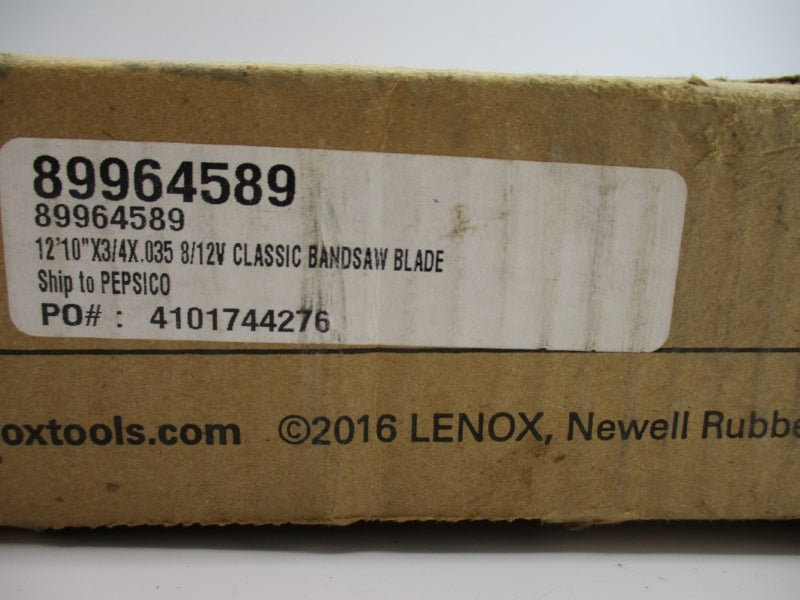 89964589
89964589
12'10"X3/4X.035 8/12V CLASSIC BANDSAW BLADE
Ship to PEPSICO
PO# : 4101744276
oxtools.com ©2016 LENOX, Newell Rubbe